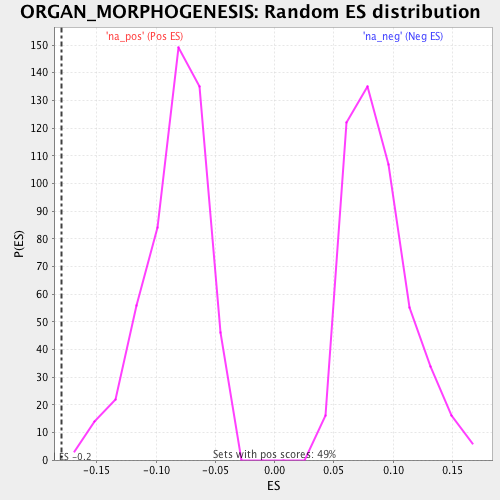 ORGAN_MORPHOGENESIS: Random ES distribution
'na_pos' (Pos ES)
'na_neg' (Neg ES)
150
140
130
120
110
100
90
80
70
60
50
40
30
20
10
0
P(ES)
ES -0.2
Sets with pos scores: 49%
-0.15 -0.10 -0.05 0.00 0.05 0.10 0.15
ES